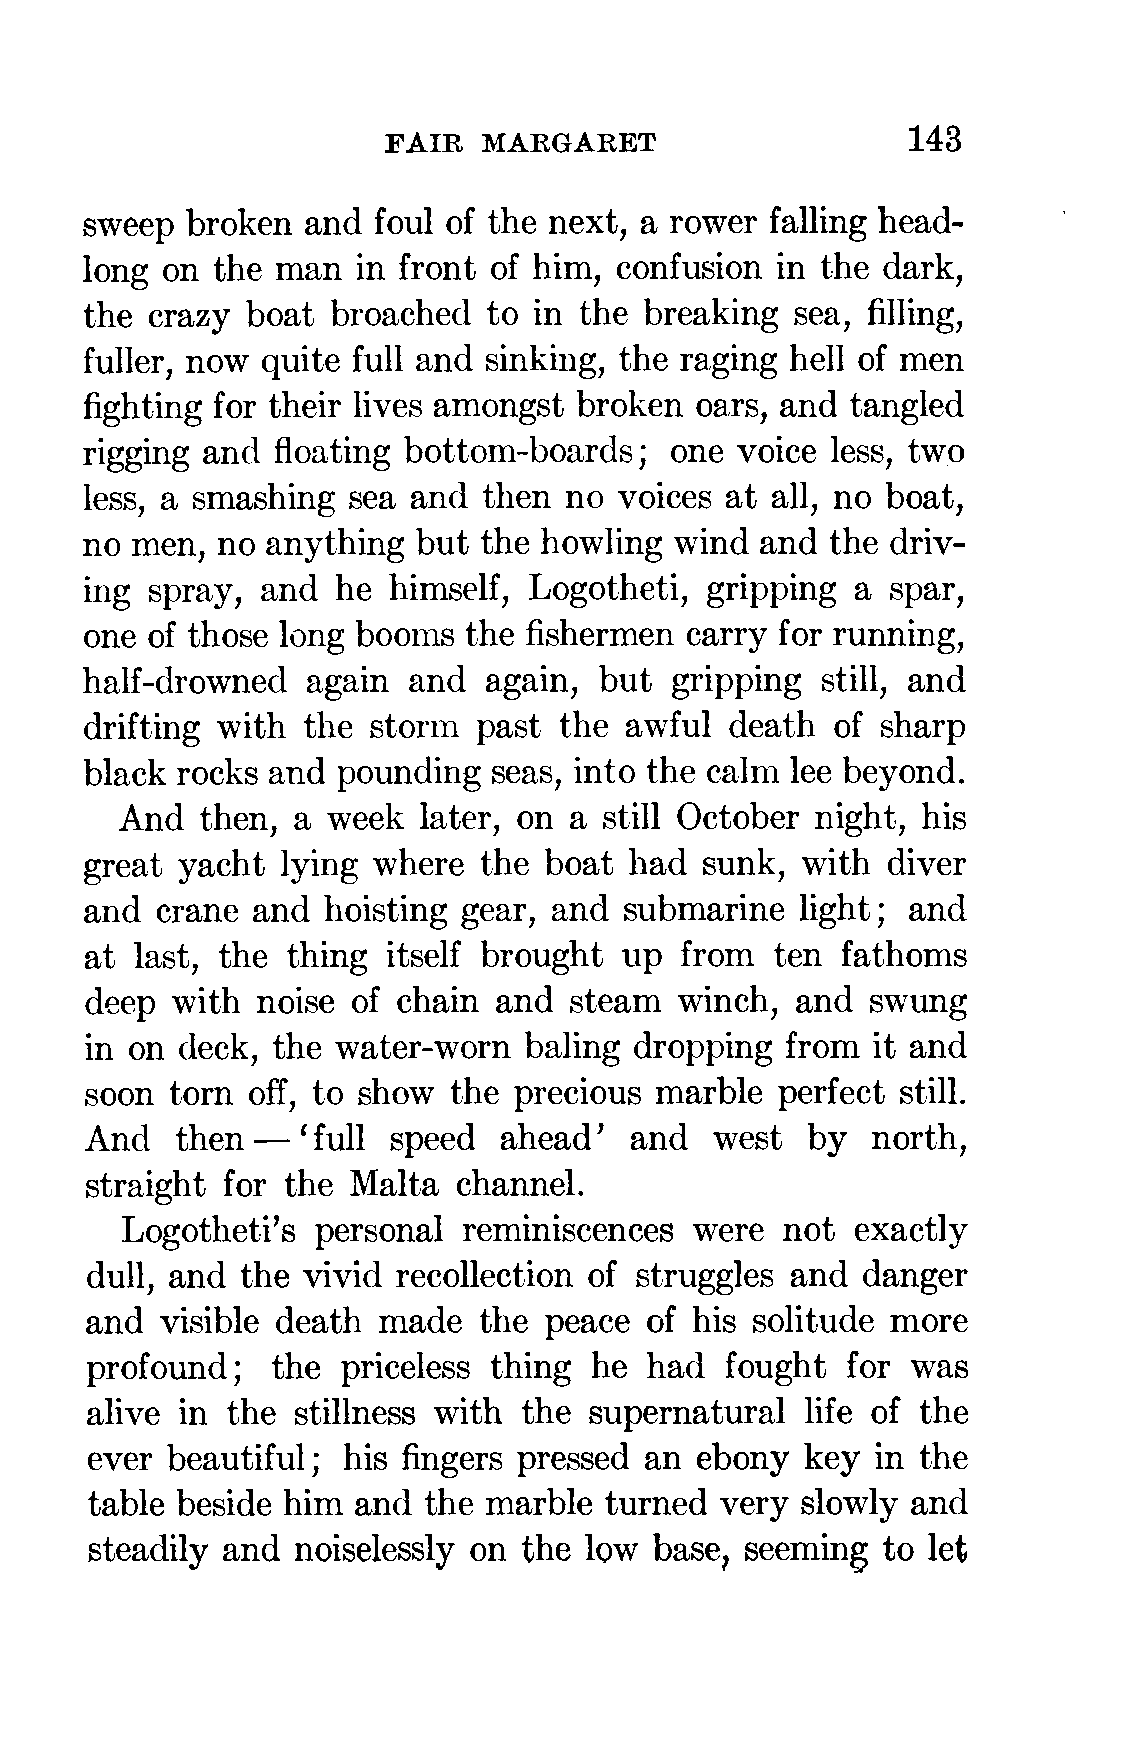 FAIR MARGARET 143
sweep broken and foul of the next, a rower falling head-
long on the man in front of him, confusion in the dark,
the crazy boat broached to in the breaking sea, filling,
fuller, now quite full and sinking, the raging hell of men
fighting for their lives amongst broken oars, and tangled
rigging and floating bottom-boards; one voice less, two
less, a smashing sea and then no voices at all, no boat,
no men, no anything but the howling wind and the driv-
ing spray, and he himself, Logotheti, gripping a spar,
one of those long booms the fishermen carry for running,
half-drowned again and again, but gripping still, and
drifting with the storm past the awful death of sharp
black rocks and pounding seas, into the calm lee beyond.
And then, a week later, on a still October night, his
great yacht lying where the boat had sunk, with diver
and crane and hoisting gear, and submarine light; and
at last, the thing itself brought up from ten fathoms
deep with noise of chain and steam winch, and swung
in on deck, the water-worn baling dropping from it and
soon torn off, to show the precious marble perfect still.
And then — 'full speed ahead' and west by north,
straight for the Malta channel.
Logotheti's personal reminiscences were not exactly
dull, and the vivid recollection of struggles and danger
and visible death made the peace of his solitude more
profound; the priceless thing he had fought for was
alive in the stillness with the supernatural life of the
ever beautiful; his fingers pressed an ebony key in the
table beside him and the marble turned very slowly and
steadily and noiselessly on the low base, seeming to let